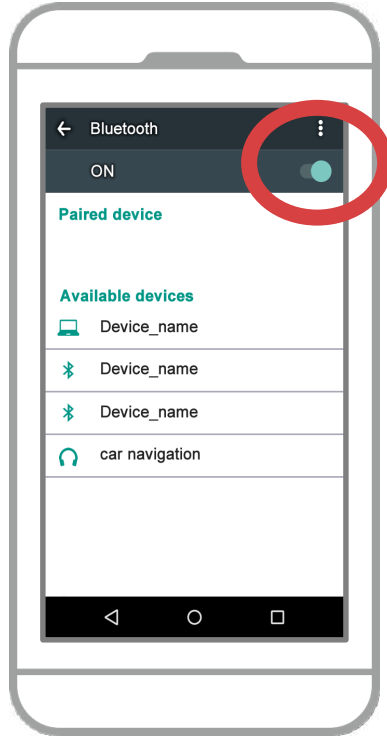 Bluetooth
ON
Paired device
Available devices
Device_name
Device_name
Device_name
car navigation